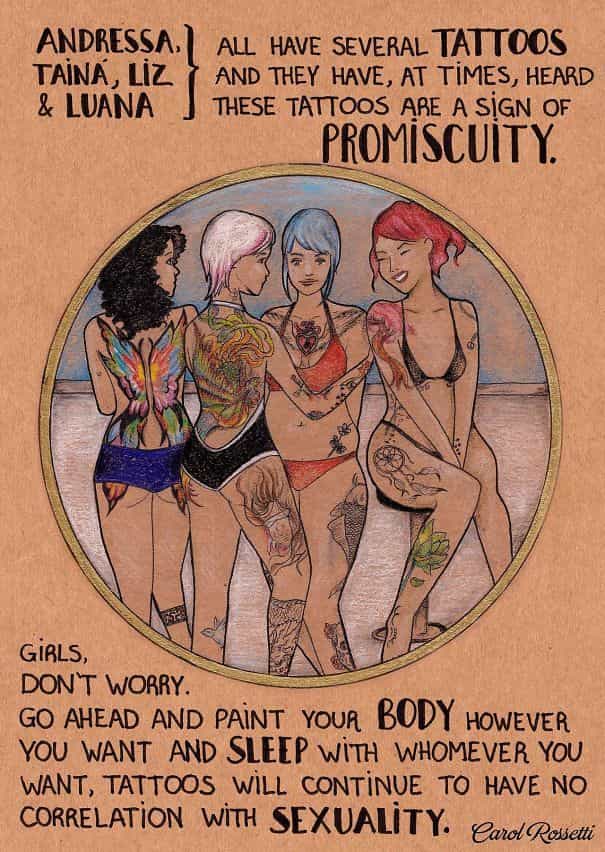 ANDRESSA,
TAINÁ, LIZ
& LUANA
ALL HAVE SEVERAL TATTOOS
AND THEY HAVE, AT TIMES, HEARD
THESE TATTOOS ARE A SIGN OF
PROMISCUITY.
GIRLS,
DON'T WORRY.
GO AHEAD AND PAINT YOUR BODY HOWEVER
YOU WANT AND SLEEP WITH WHOMEVER YOU
WANT, TATTOOS WILL CONTINUE TO HAVE NO
CORRELATION WITH SEXUALITY.
Carol Rossetti